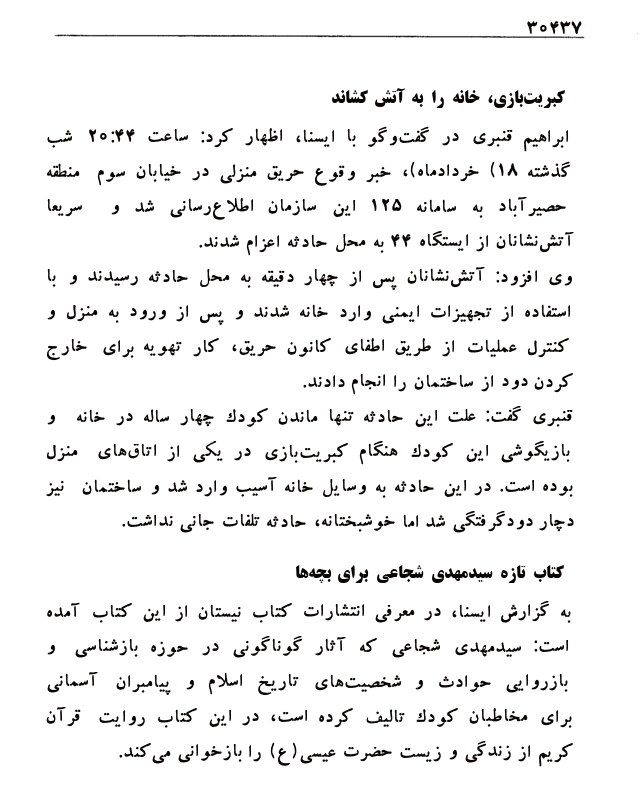 ۳۰۴۳۷
کبریت‌بازی، خانه را به آتش کشاند
ابراهیم قنبری در گفت‌وگو با ایسنا، اظهار کرد: ساعت ۲۰:۴۴ شب
گذشته ۱۸) خردادماه)، خبر وقوع حریق منزلی در خیابان سوم منطقه
حصیرآباد به سامانه ۱۲۵ این سازمان اطلاع‌رسانی شد و سریعا
آتش‌نشانان از ایستگاه ۴۴ به محل حادثه اعزام شدند.
وی افزود: آتش‌نشانان پس از چهار دقیقه به محل حادثه رسیدند و با
استفاده از تجهیزات ایمنی وارد خانه شدند و پس از ورود به منزل و
کنترل عملیات از طریق اطفای کانون حریق، کار تهویه برای خارج
کردن دود از ساختمان را انجام دادند.
قنبری گفت: علت این حادثه تنها ماندن کودك چهار ساله در خانه و
بازیگوشی این کودك هنگام کبریت‌بازی در یکی از اتاق‌های منزل
بوده است. در این حادثه به وسایل خانه آسیب وارد شد و ساختمان نیز
دچار دودگرفتگی شد اما خوشبختانه، حادثه تلفات جانی نداشت.
کتاب تازه سیدمهدی شجاعی برای بچه‌ها
به گزارش ایسنا، در معرفی انتشارات کتاب نیستان از این کتاب آمده
است: سیدمهدی شجاعی که آثار گوناگونی در حوزه بازشناسی و
بازروایی حوادث و شخصیت‌های تاریخ اسلام و پیامبران آسمانی
برای مخاطبان کودك تالیف کرده است، در این کتاب روایت قرآن
کریم از زندگی و زیست حضرت عیسی(ع) را بازخوانی می‌کند.